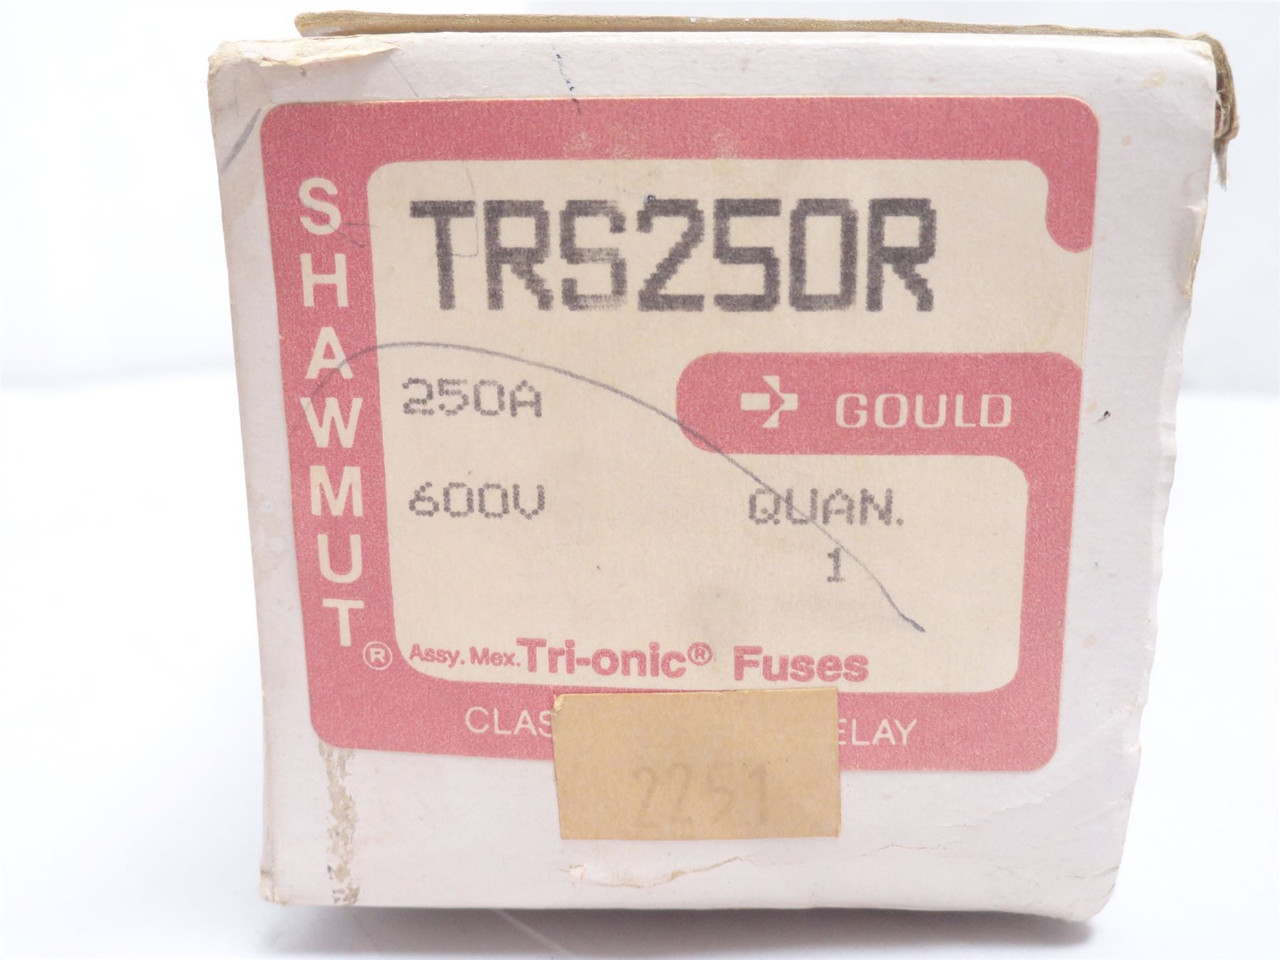 SHAWMUT®
TRS250R
250A
GOULD
600V
QUAN.
1
Assy. Mex. Tri-onic® Fuses
CLAS ELAY
2251